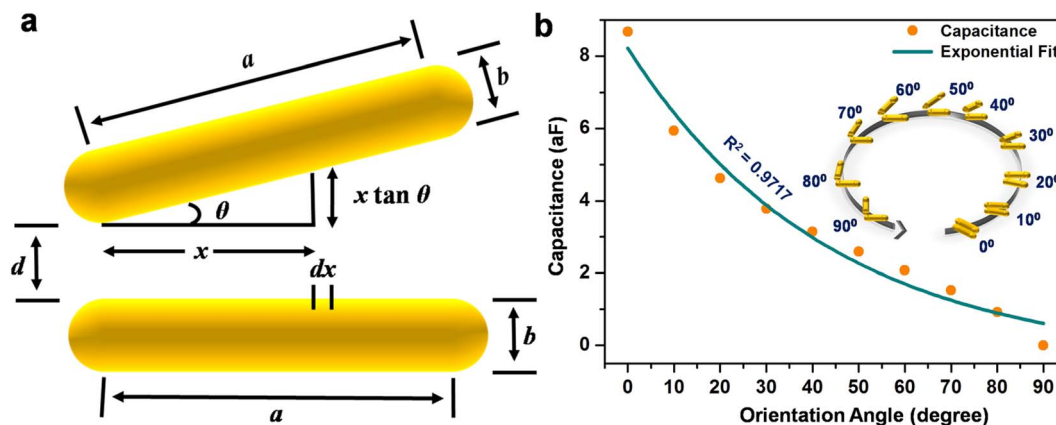 a
a
b
x tan θ
θ
x
d
dx
b
a
b
Capacitance
Exponential Fit
R² = 0.9717
60⁰
50⁰
70⁰
40⁰
30⁰
80⁰
20⁰
90⁰
10⁰
0⁰
Capacitance (aF)
8
6
4
2
0
0 10 20 30 40 50 60 70 80 90
Orientation Angle (degree)